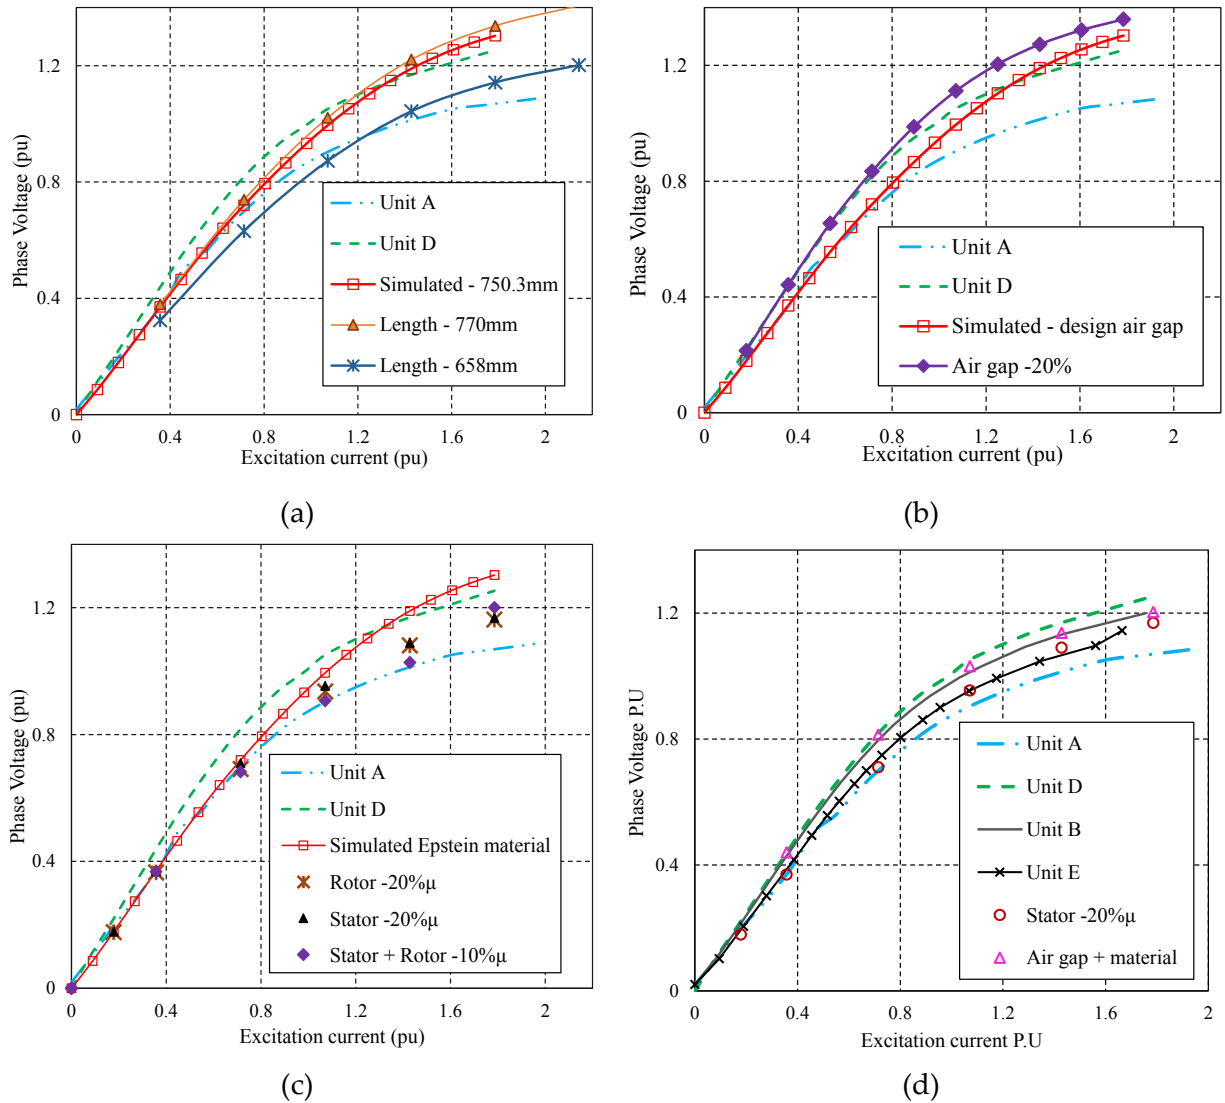 Phase Voltage (pu)
1.2
0.8
0.4
0
0.4
0.8
1.2
1.6
2
Excitation current (pu)
Unit A
Unit D
Simulated - 750.3mm
Length - 770mm
Length - 658mm
(a)
Phase Voltage (pu)
1.2
0.8
0.4
0
0
0.4
0.8
1.2
1.6
2
Excitation current (pu)
Unit A
Unit D
Simulated - design air gap
Air gap -20%
(b)
Phase Voltage (pu)
1.2
0.8
0.4
0
0
0.4
0.8
1.2
1.6
2
Excitation current (pu)
Unit A
Unit D
Simulated Epstein material
Rotor -20%μ
Stator -20%μ
Stator + Rotor -10%μ
(c)
Phase Voltage P.U
1.2
0.8
0.4
0
0
0.4
0.8
1.2
1.6
2
Excitation current P.U
Unit A
Unit D
Unit B
Unit E
Stator -20%μ
Air gap + material
(d)